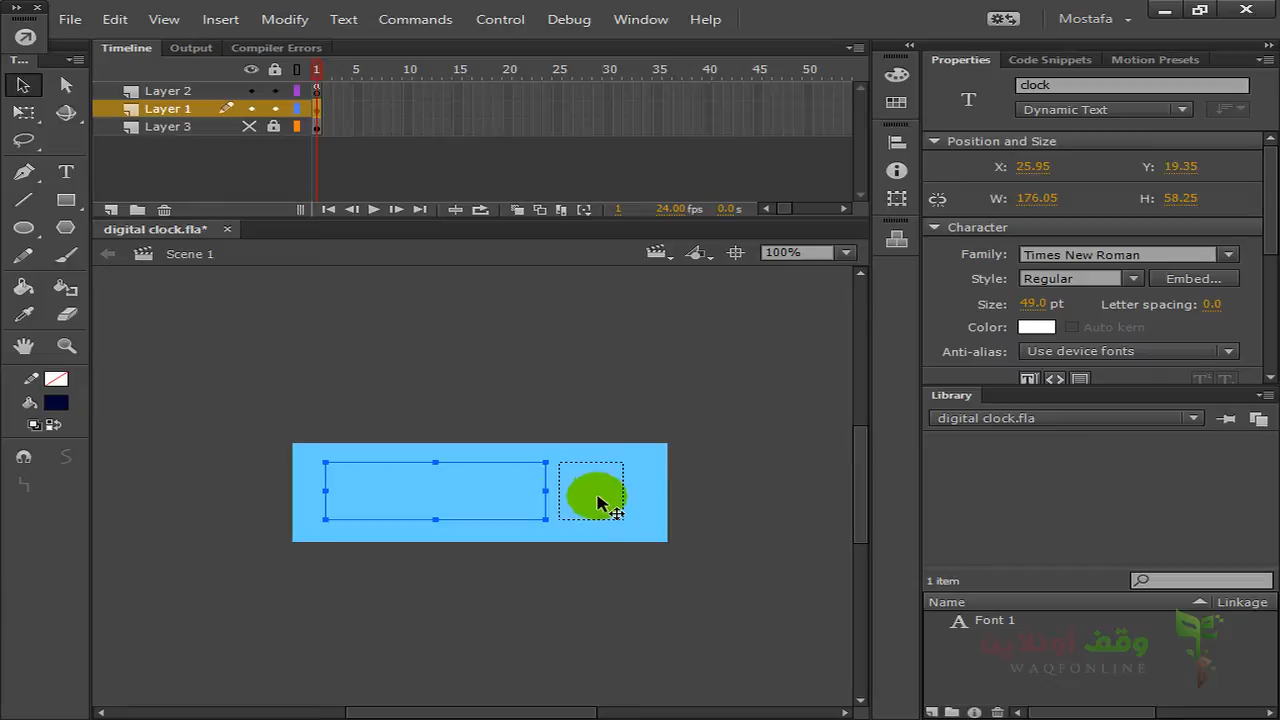 File Edit View Insert Modify Text Commands Control Debug Window Help Mostafa
Timeline Output Compiler Errors
1 5 10 15 20 25 30 35 40 45 50
Layer 2
Layer 1
Layer 3
1 24.00 fps 0.0 s
digital clock.fla*
Scene 1
100%
T...
Properties Code Snippets Motion Presets
clock
Dynamic Text
Position and Size
X: 25.95 Y: 19.35
W: 176.05 H: 58.25
Character
Family: Times New Roman
Style: Regular Embed...
Size: 49.0 pt Letter spacing: 0.0
Color: Auto kern
Anti-alias: Use device fonts
Library
digital clock.fla
1 item
Name Linkage
Font 1
وقف أونلاين
WAQFONLINE